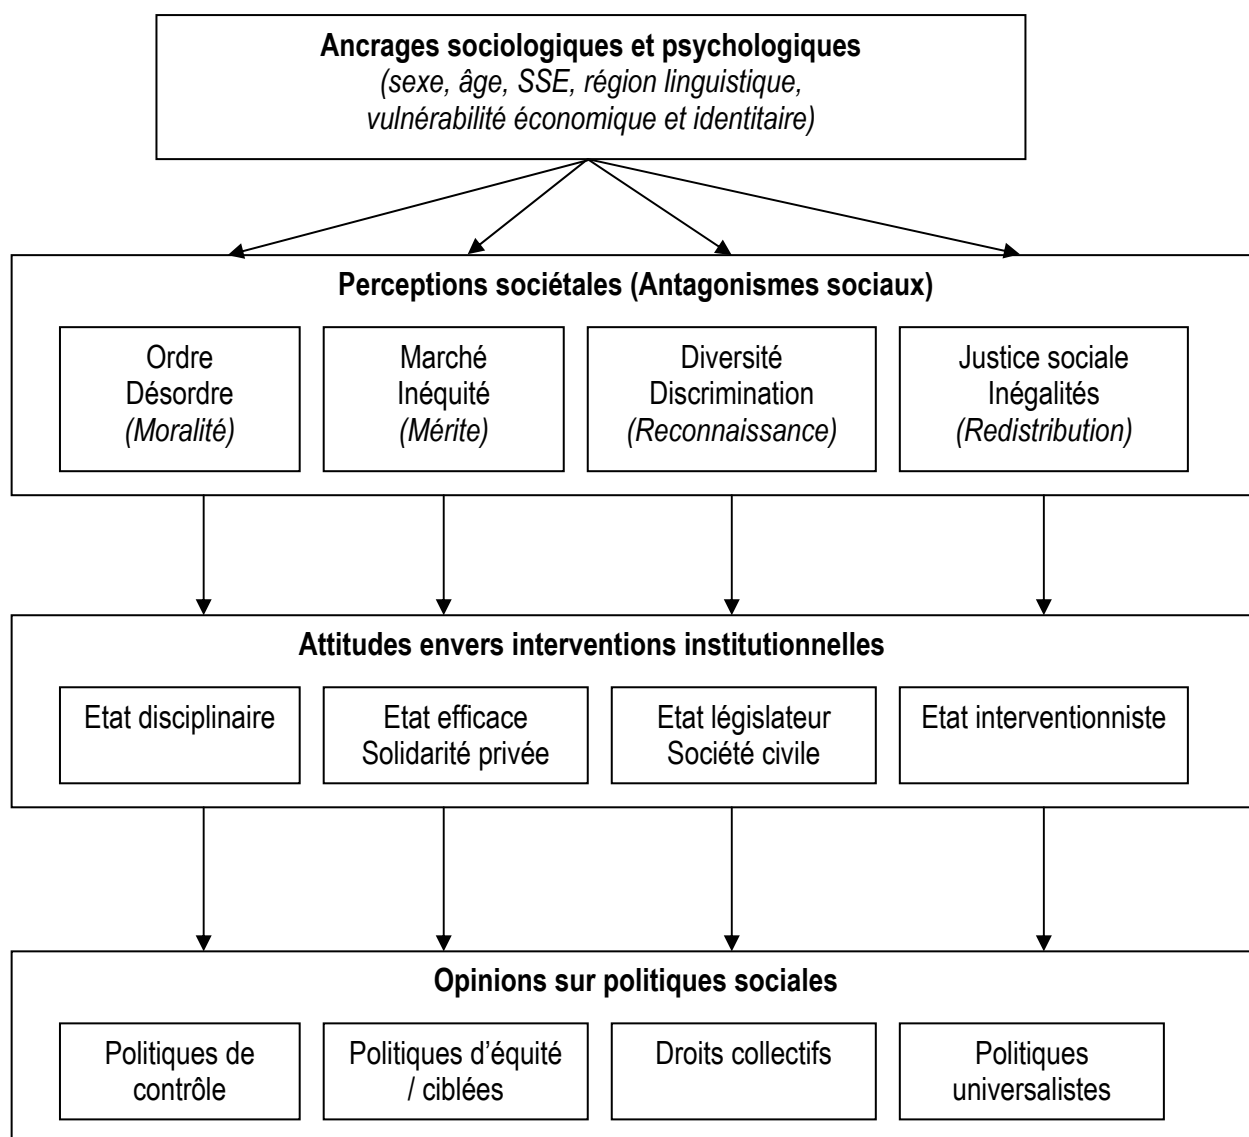 Ancrages sociologiques et psychologiques
(sexe, âge, SSE, région linguistique,
vulnérabilité économique et identitaire)
Perceptions sociétales (Antagonismes sociaux)
Ordre
Désordre
(Moralité)
Marché
Inéquité
(Mérite)
Diversité
Discrimination
(Reconnaissance)
Justice sociale
Inégalités
(Redistribution)
Attitudes envers interventions institutionnelles
Etat disciplinaire
Etat efficace
Solidarité privée
Etat législateur
Société civile
Etat interventionniste
Opinions sur politiques sociales
Politiques de
contrôle
Politiques d’équité
/ ciblées
Droits collectifs
Politiques
universalistes